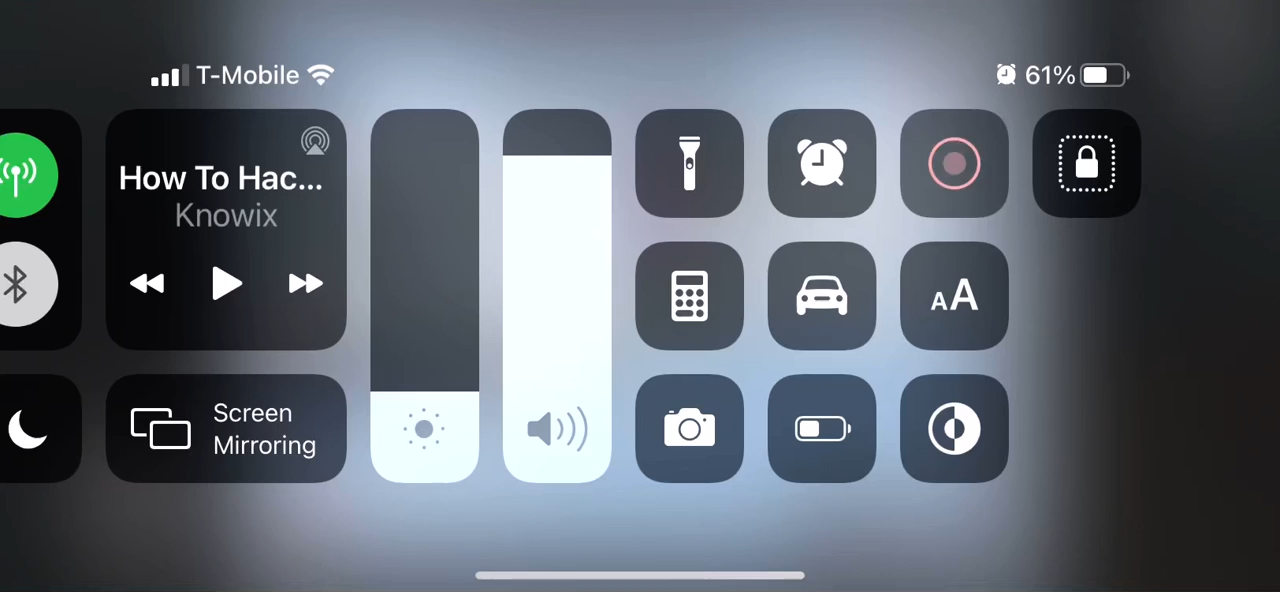 T-Mobile
61%
How To Hac...
Knowix
Screen
Mirroring
AA